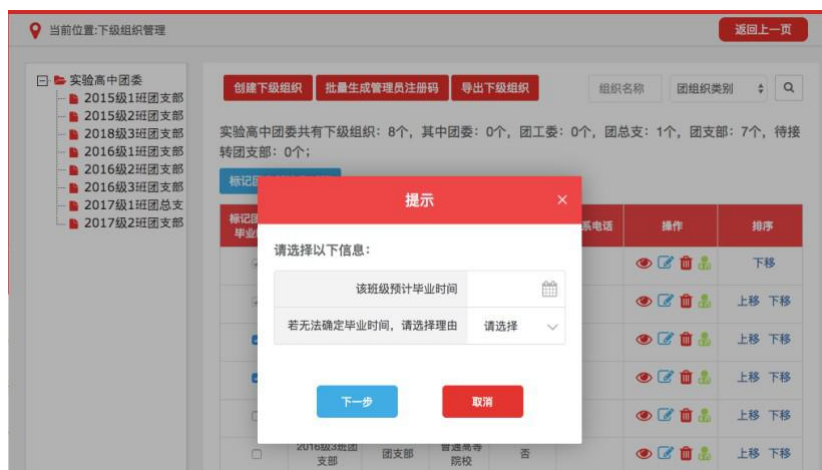 当前位置:下级组织管理
返回上一页
实验高中团委
2015级1班团支部
2015级2班团支部
2018级3班团支部
2016级1班团支部
2016级2班团支部
2016级3班团支部
2017级1班团总支
2017级2班团支部
创建下级组织 批量生成管理员注册码 导出下级组织 组织名称 团组织类别
实验高中团委共有下级组织：8个，其中团委：0个，团工委：0个，团总支：1个，团支部：7个，待接
转团支部：0个；
标记
提示 ×
标记 系电话 操作 排序
毕业
请选择以下信息：
下移
该班级预计毕业时间
上移 下移
若无法确定毕业时间，请选择理由 请选择
上移 下移
上移 下移
下一步 取消
上移 下移
2016级3班团
支部 团支部 普通高等
院校 否 上移 下移